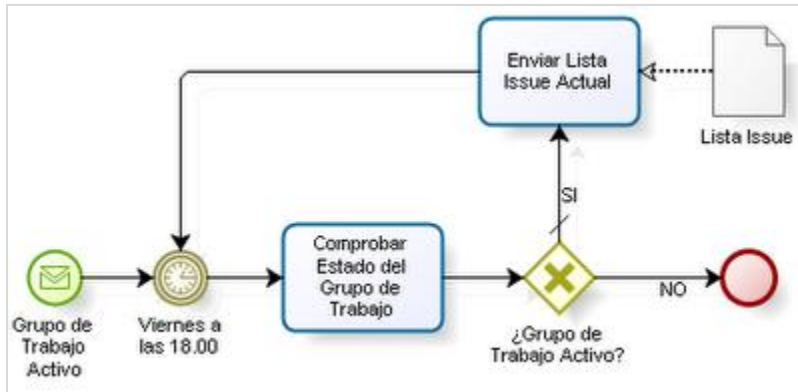 Enviar Lista
Issue Actual
Lista Issue
SI
Comprobar
Estado del
Grupo de
Trabajo
NO
Grupo de
Trabajo
Activo
Viernes a
las 18.00
¿Grupo de
Trabajo Activo?